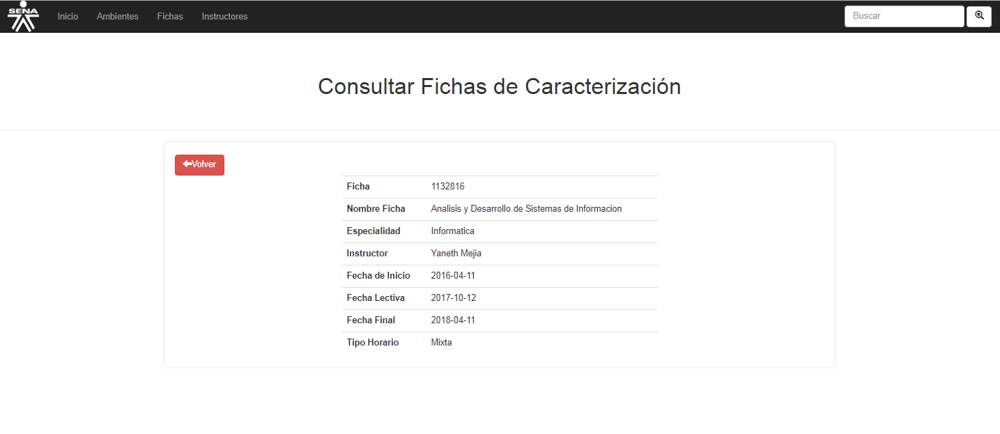 SENA
Inicio Ambientes Fichas Instructores Buscar
Consultar Fichas de Caracterización
Volver
Ficha 1132816
Nombre Ficha Analisis y Desarrollo de Sistemas de Informacion
Especialidad Informatica
Instructor Yaneth Mejia
Fecha de Inicio 2016-04-11
Fecha Lectiva 2017-10-12
Fecha Final 2018-04-11
Tipo Horario Mixta